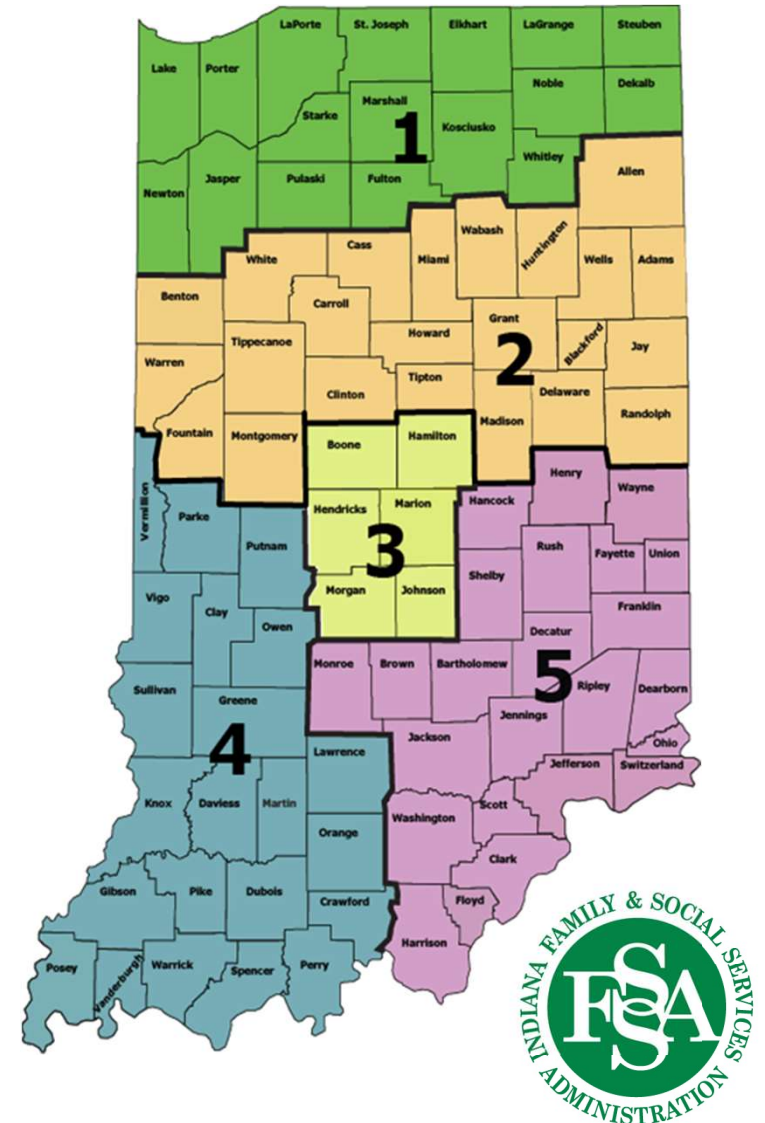 LaPorte
St. Joseph
Elkhart
LaGrange
Steuben
Lake
Porter
Noble
Dekalb
Starke
Marshall
Kosciusko
1
Whitley
Newton
Jasper
Pulaski
Fulton
Allen
Wabash
Huntington
White
Cass
Miami
Wells
Adams
Benton
Carroll
Grant
Howard
Tippecanoe
Blackford
Jay
2
Warren
Tipton
Clinton
Delaware
Randolph
Madison
Fountain
Montgomery
Boone
Hamilton
Henry
Wayne
Vermillion
Parke
Hendricks
Marion
Hancock
3
Putnam
Rush
Fayette
Union
Shelby
Morgan
Johnson
Vigo
Clay
Franklin
Owen
Decatur
Monroe
Brown
Bartholomew
5
Ripley
Dearborn
Sullivan
Greene
Jennings
Jackson
Ohio
4
Lawrence
Jefferson
Switzerland
Knox
Daviess
Martin
Scott
Washington
Orange
Clark
Gibson
Pike
Dubois
Crawford
Floyd
Harrison
Posey
Vanderburgh
Warrick
Spencer
Perry
INDIANA FAMILY & SOCIAL SERVICES ADMINISTRATION
FSSA